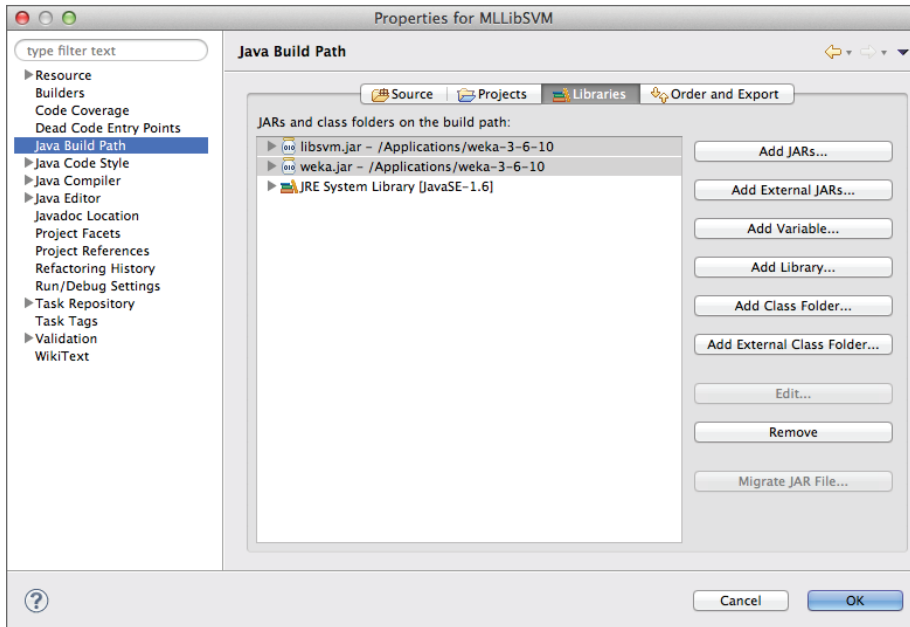 Properties for MLLibSVM
type filter text
Resource
Builders
Code Coverage
Dead Code Entry Points
Java Build Path
Java Code Style
Java Compiler
Java Editor
Javadoc Location
Project Facets
Project References
Refactoring History
Run/Debug Settings
Task Repository
Task Tags
Validation
WikiText
Java Build Path
Source
Projects
Libraries
Order and Export
JARs and class folders on the build path:
libsvm.jar – /Applications/weka-3-6-10
weka.jar – /Applications/weka-3-6-10
JRE System Library [JavaSE-1.6]
Add JARs...
Add External JARs...
Add Variable...
Add Library...
Add Class Folder...
Add External Class Folder...
Edit...
Remove
Migrate JAR File...
?
Cancel
OK